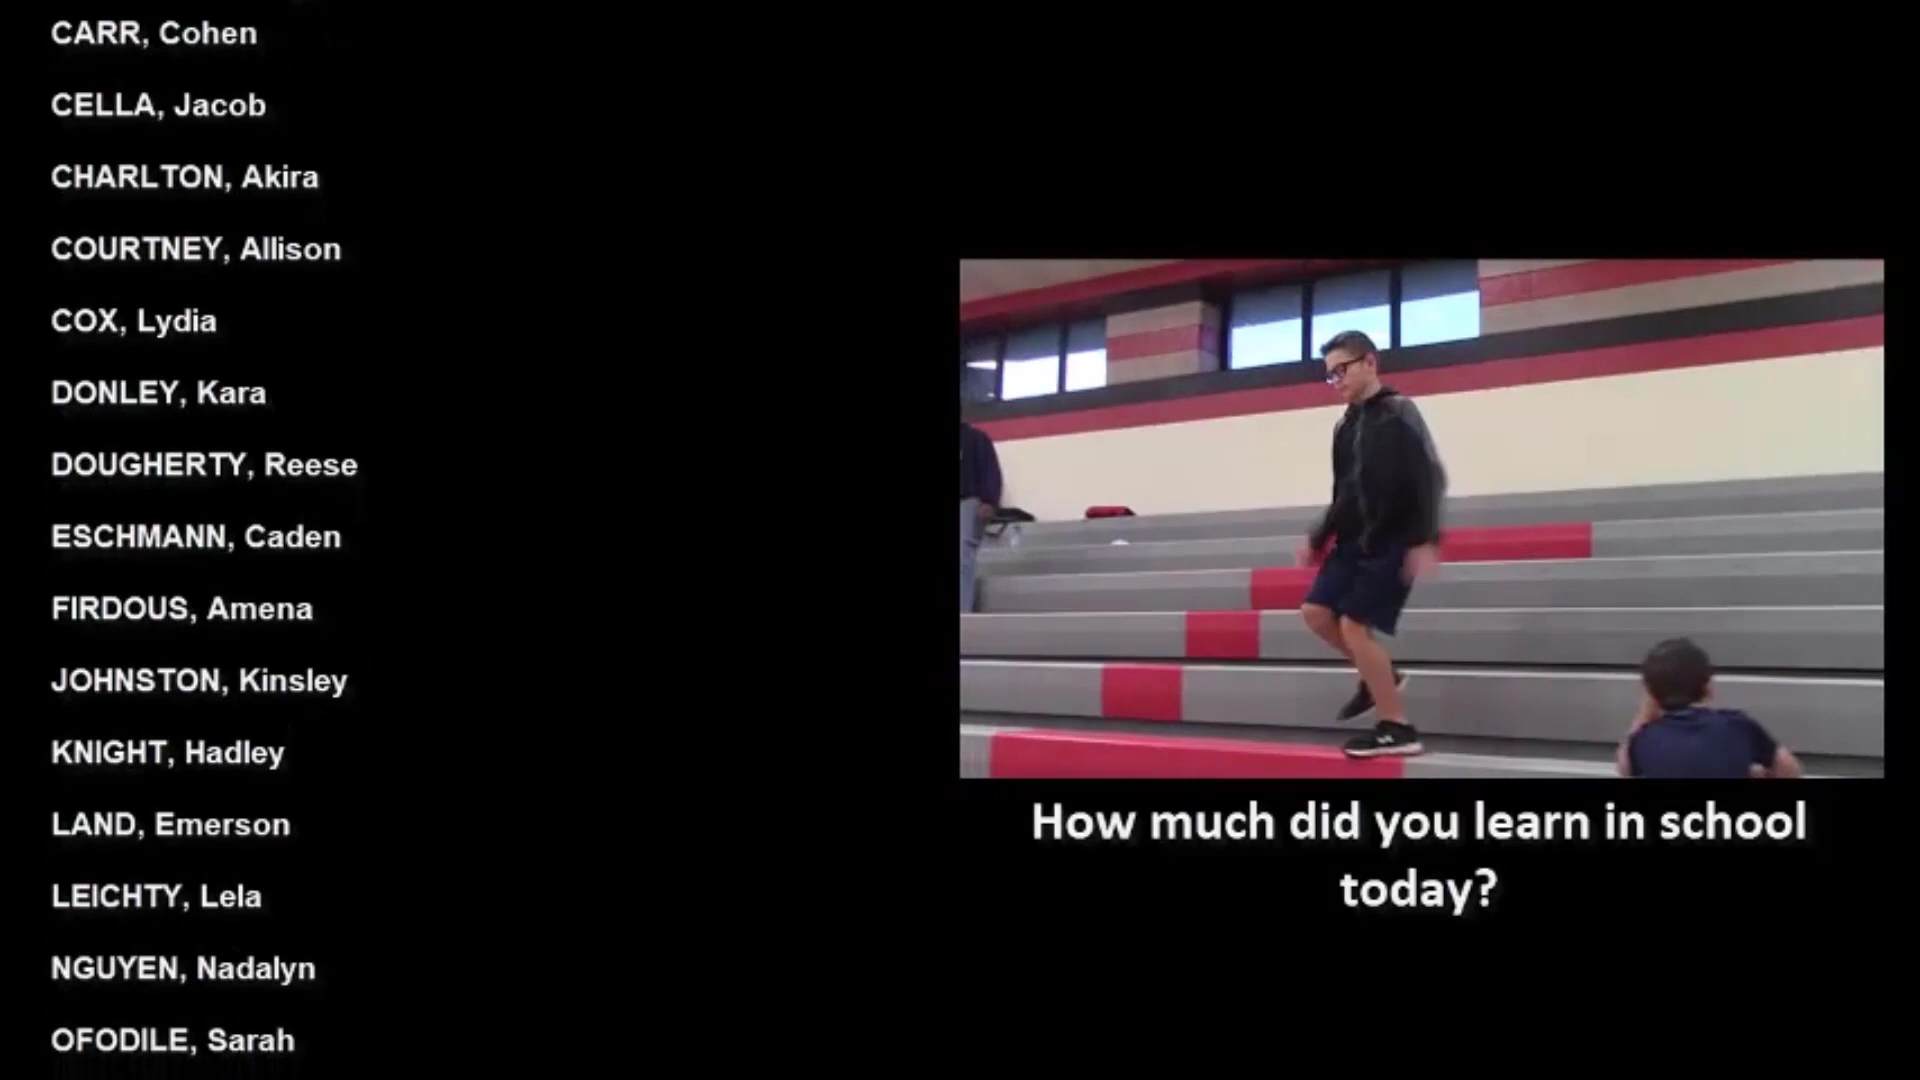 CARR, Cohen
CELLA, Jacob
CHARLTON, Akira
COURTNEY, Allison
COX, Lydia
DONLEY, Kara
DOUGHERTY, Reese
ESCHMANN, Caden
FIRDOUS, Amena
JOHNSTON, Kinsley
KNIGHT, Hadley
LAND, Emerson
LEICHTY, Lela
NGUYEN, Nadalyn
OFODILE, Sarah
How much did you learn in school
today?